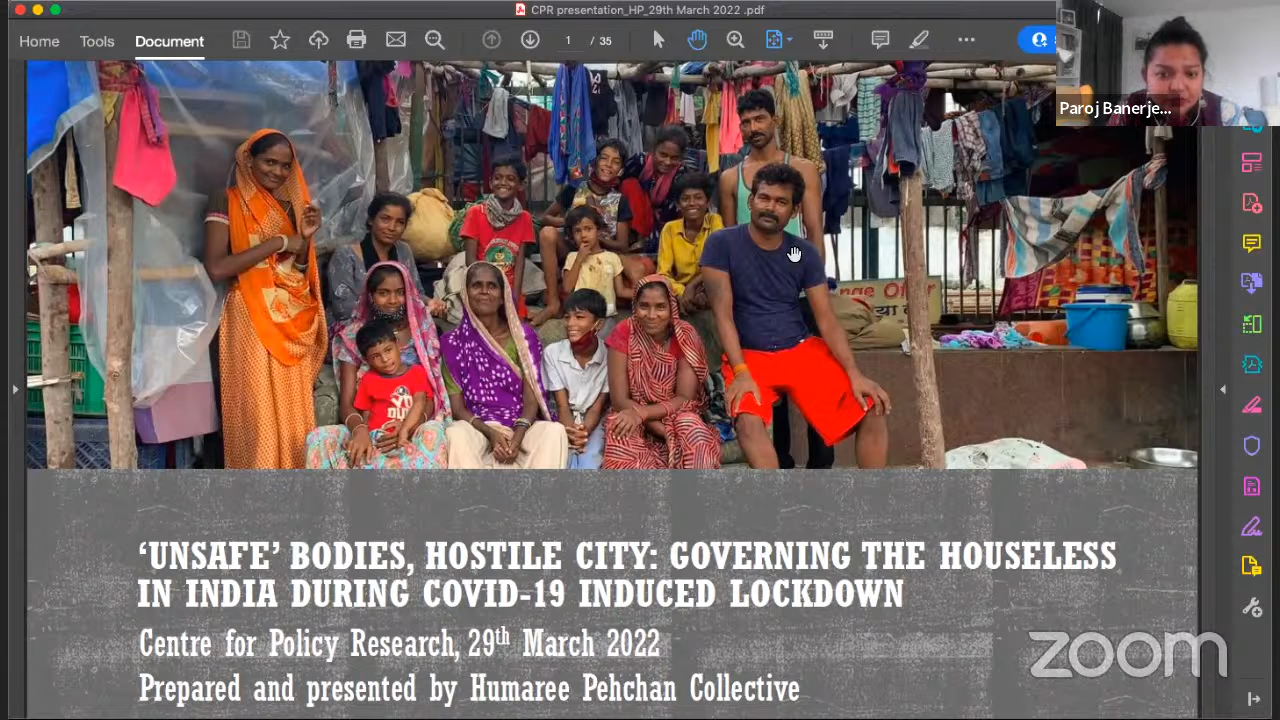 CPR presentation_HP_29th March 2022 .pdf
Home Tools Document 1 / 35
Paroj Banerje...
‘UNSAFE’ BODIES, HOSTILE CITY: GOVERNING THE HOUSELESS
IN INDIA DURING COVID-19 INDUCED LOCKDOWN
Centre for Policy Research, 29th March 2022
Prepared and presented by Humaree Pehchan Collective
zoom